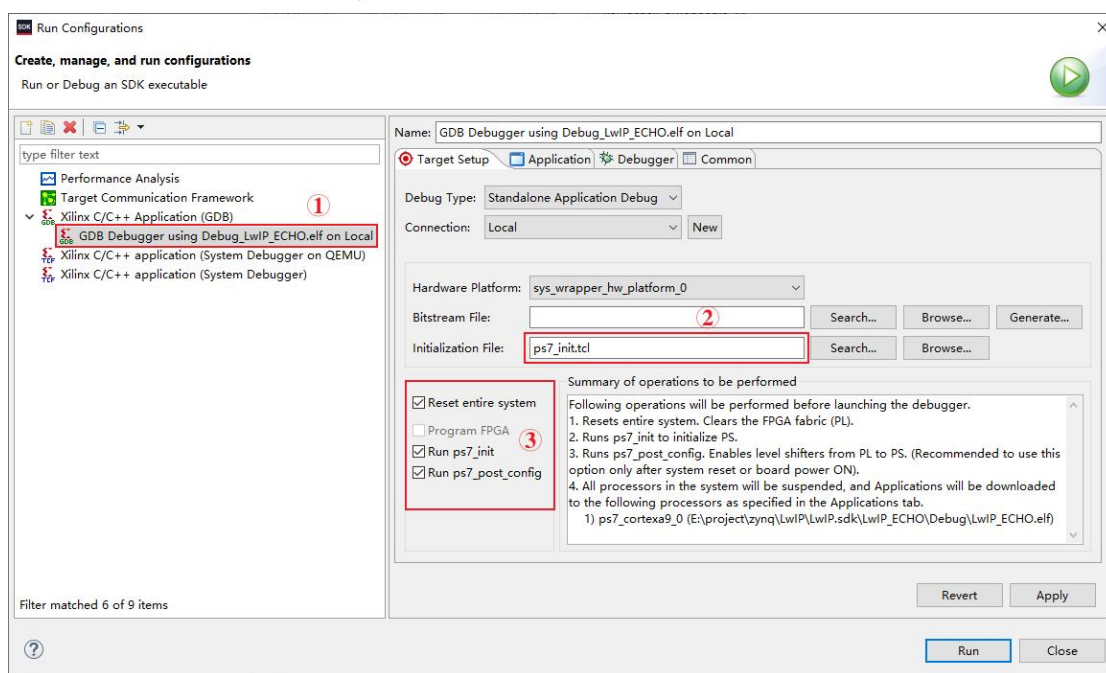 SDK Run Configurations
Create, manage, and run configurations
Run or Debug an SDK executable
type filter text
Performance Analysis
Target Communication Framework
①
Xilinx C/C++ Application (GDB)
GDB Debugger using Debug_LwIP_ECHO.elf on Local
Xilinx C/C++ application (System Debugger on QEMU)
Xilinx C/C++ application (System Debugger)
Filter matched 6 of 9 items
Name: GDB Debugger using Debug_LwIP_ECHO.elf on Local
Target Setup Application Debugger Common
Debug Type: Standalone Application Debug
Connection: Local New
Hardware Platform: sys_wrapper_hw_platform_0
Bitstream File: ② Search... Browse... Generate...
Initialization File: ps7_init.tcl Search... Browse...
Reset entire system
Program FPGA
③
Run ps7_init
Run ps7_post_config
Summary of operations to be performed
Following operations will be performed before launching the debugger.
1. Resets entire system. Clears the FPGA fabric (PL).
2. Runs ps7_init to initialize PS.
3. Runs ps7_post_config. Enables level shifters from PL to PS. (Recommended to use this
option only after system reset or board power ON).
4. All processors in the system will be suspended, and Applications will be downloaded
to the following processors as specified in the Applications tab.
1) ps7_cortexa9_0 (E:\project\zynq\LwIP\LwIP.sdk\LwIP_ECHO\Debug\LwIP_ECHO.elf)
Revert Apply
Run Close